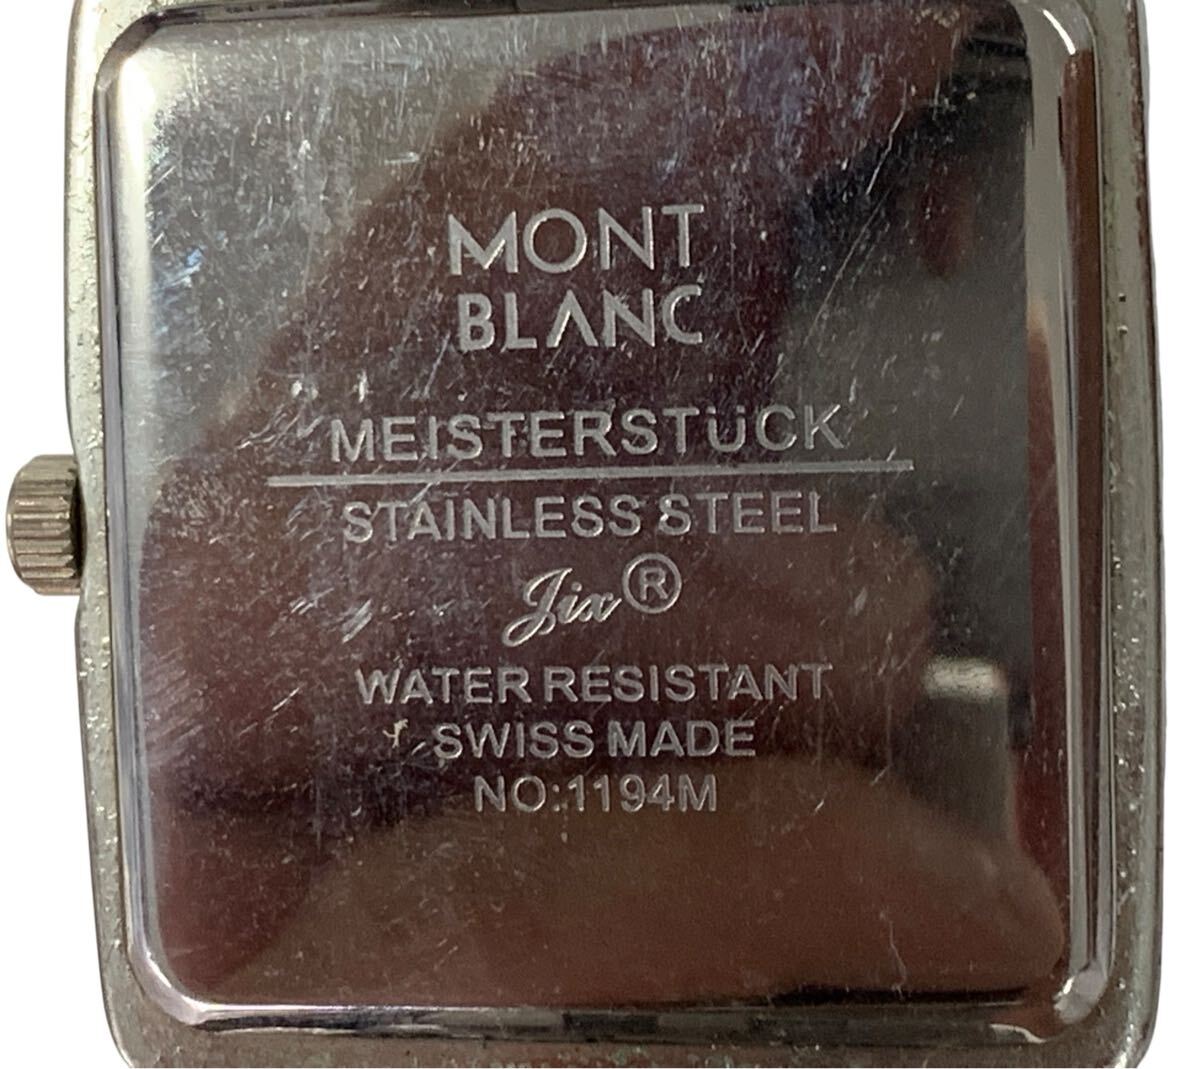 MONT
BLANC
MEISTERSTüCK
STAINLESS STEEL
Jix®
WATER RESISTANT
SWISS MADE
NO:1194M